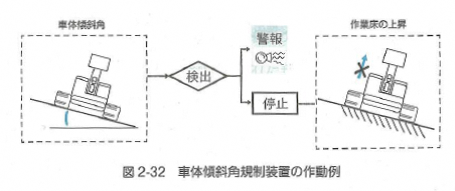 車体傾斜角
作業床の上昇
警報
検出
停止
図2-32 車体傾斜角規制装置の作動例